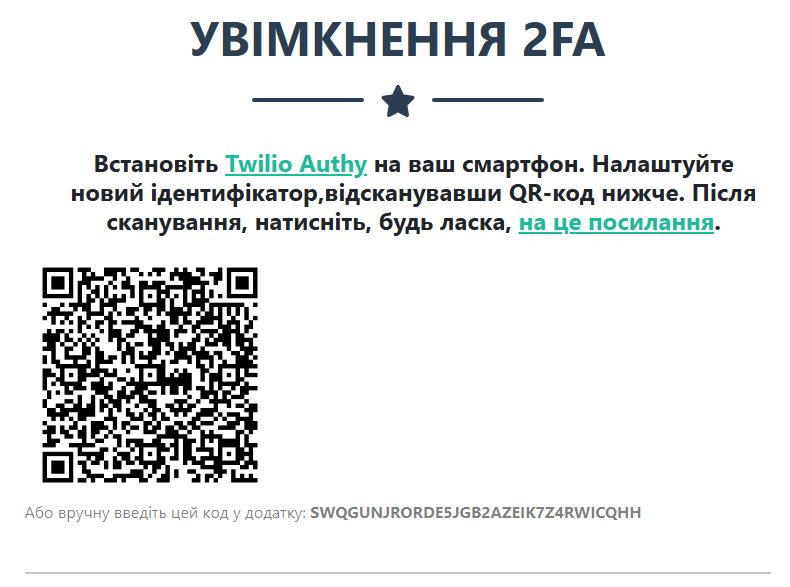 УВІМКНЕННЯ 2FA
Встановіть Twilio Authy на ваш смартфон. Налаштуйте
новий ідентифікатор,відсканувавши QR-код нижче. Після
сканування, натисніть, будь ласка, на це посилання.
Або вручну введіть цей код у додатку: SWQGUNJRORDE5JGB2AZEIK7Z4RWICQHH